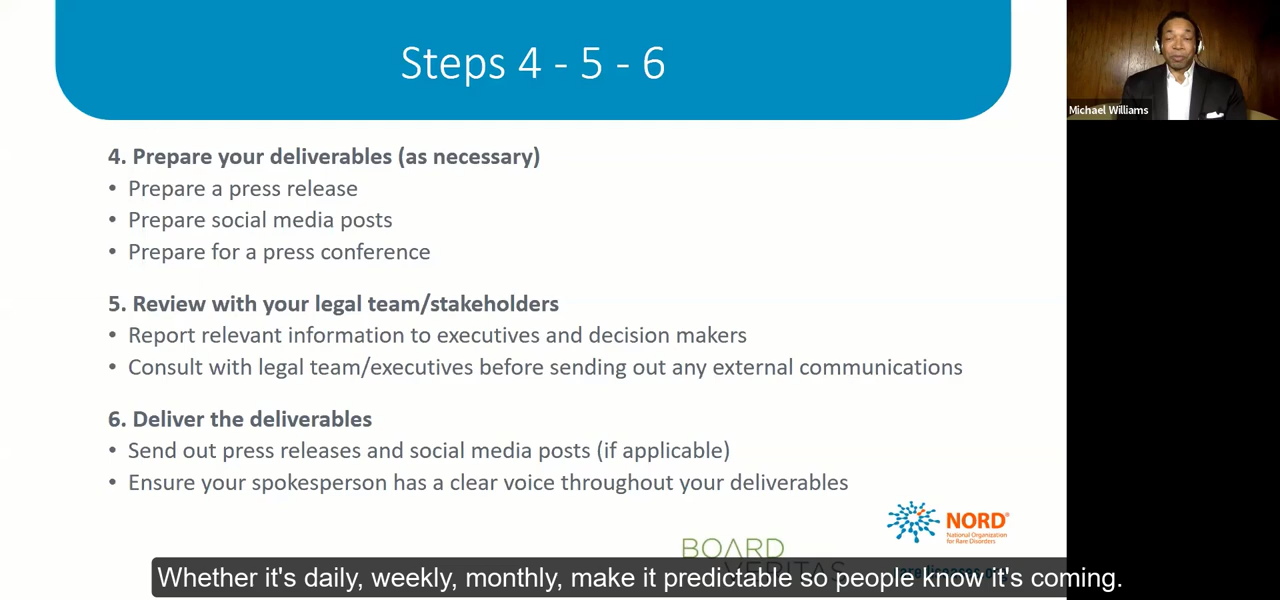 Steps 4 - 5 - 6
Michael Williams
4. Prepare your deliverables (as necessary)
• Prepare a press release
• Prepare social media posts
• Prepare for a press conference
5. Review with your legal team/stakeholders
• Report relevant information to executives and decision makers
• Consult with legal team/executives before sending out any external communications
6. Deliver the deliverables
• Send out press releases and social media posts (if applicable)
• Ensure your spokesperson has a clear voice throughout your deliverables
NORD®
National Organization
for Rare Disorders
BOARD
Whether it's daily, weekly, monthly, make it predictable so people know it's coming.